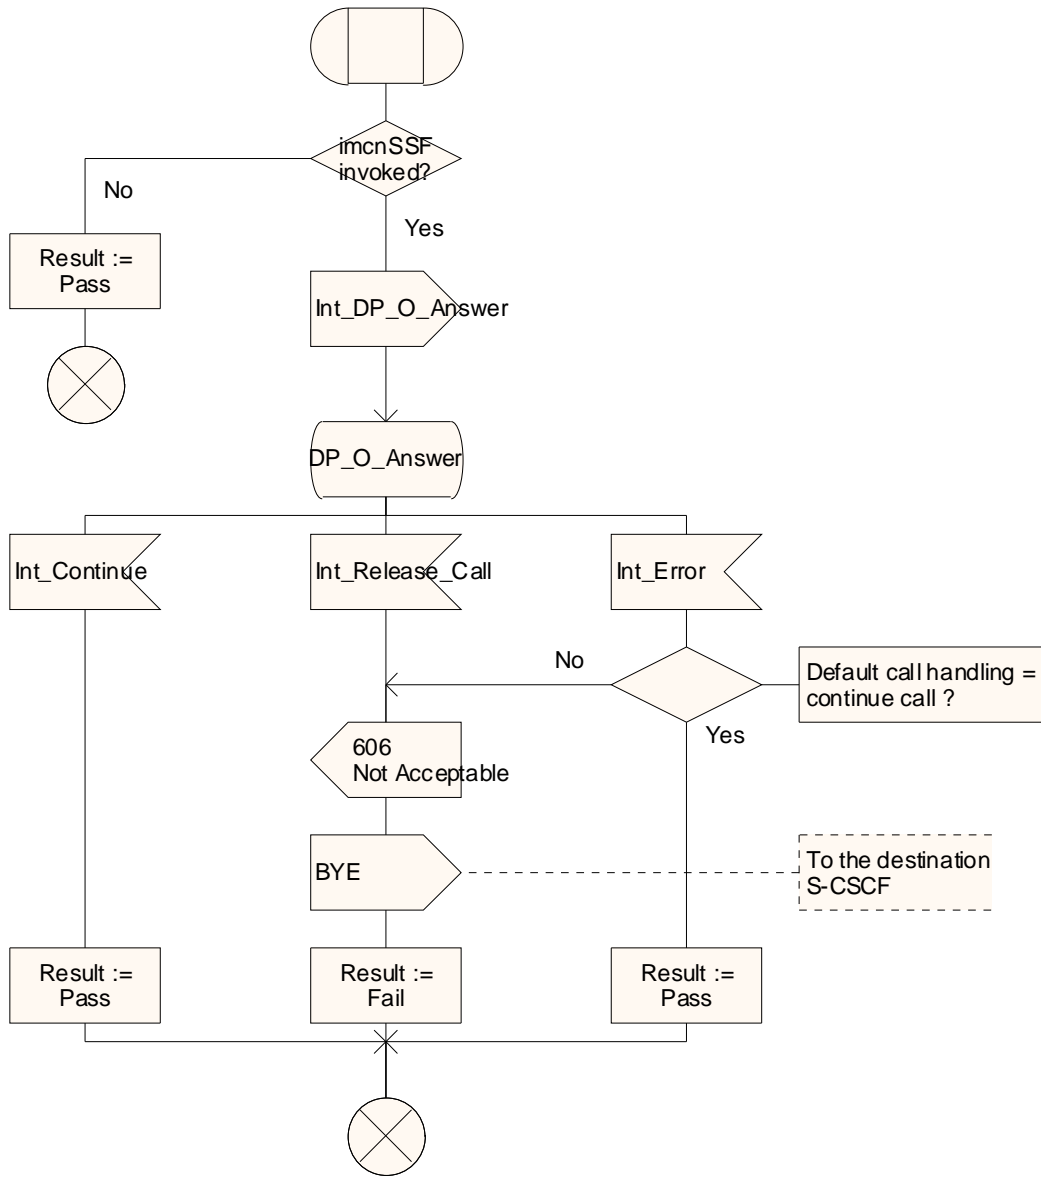 imcnSSF
invoked?
No
Yes
Result :=
Pass
Int_DP_O_Answer
DP_O_Answer
Int_Continue
Int_Release_Call
Int_Error
No
Default call handling =
continue call ?
Yes
606
Not Acceptable
BYE
To the destination
S-CSCF
Result :=
Pass
Result :=
Fail
Result :=
Pass